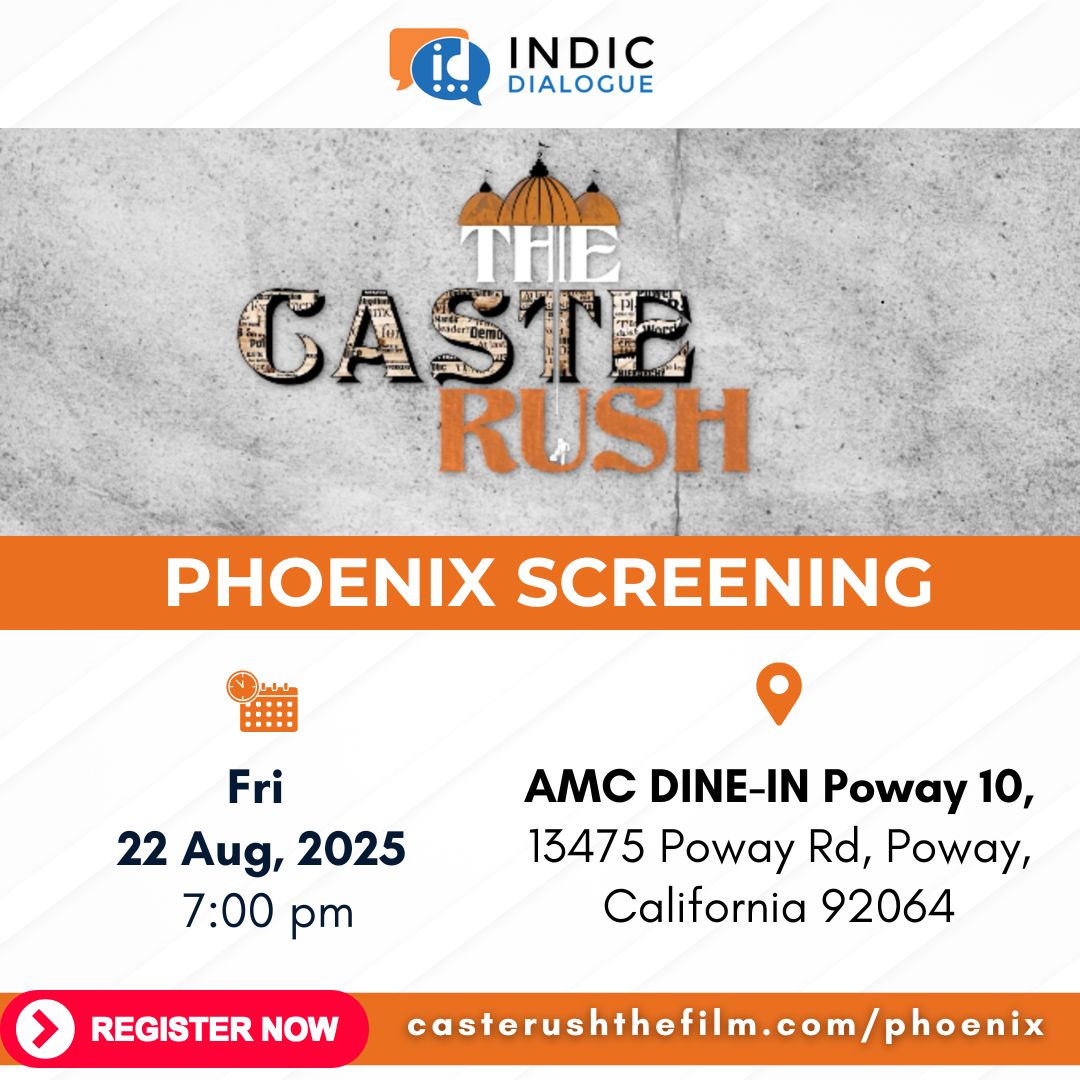 id
INDIC
DIALOGUE
THE
CASTE
RUSH
PHOENIX SCREENING
Fri
22 Aug, 2025
7:00 pm
AMC DINE-IN Poway 10,
13475 Poway Rd, Poway,
California 92064
REGISTER NOW
casterushthefilm.com/phoenix